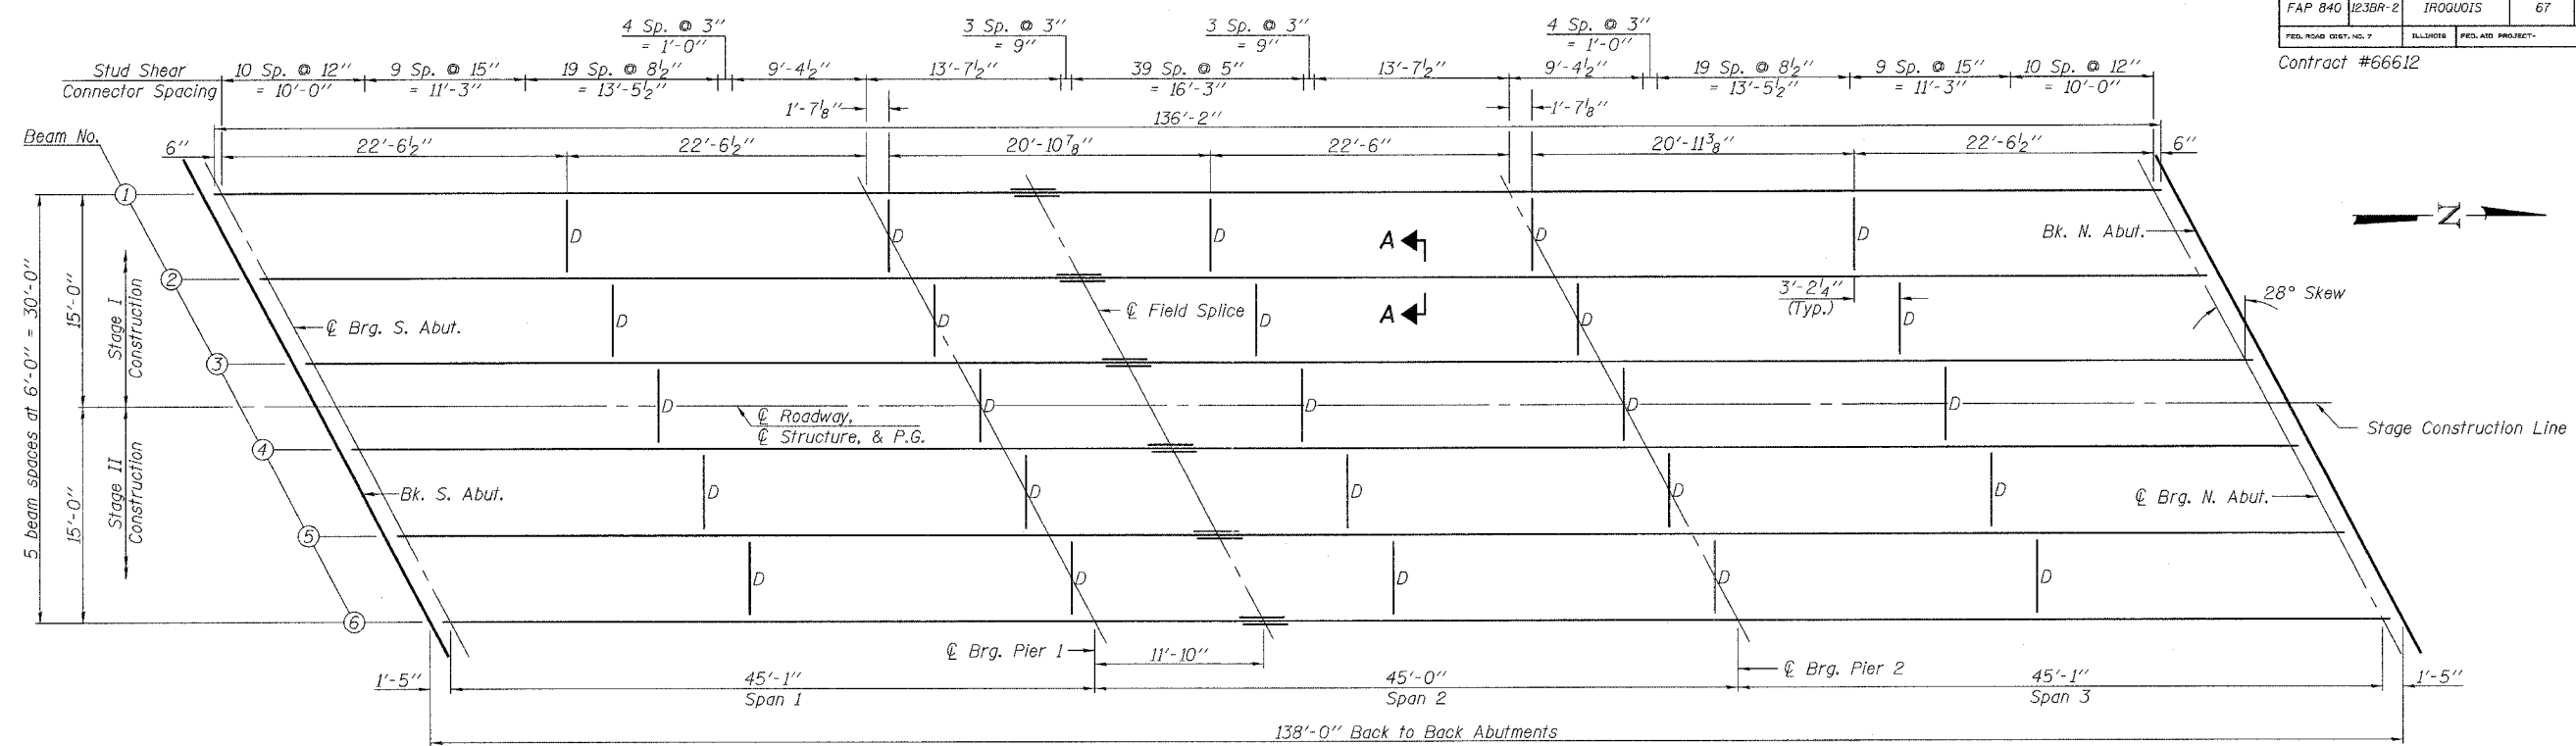 FAP 840 123BR-2 IROQUOIS 67
FED. ROAD DIST. NO. 7 ILLINOIS FED. AID PROJECT-
Contract #66612
4 Sp. @ 3"
= 1'-0"
3 Sp. @ 3"
= 9"
3 Sp. @ 3"
= 9"
4 Sp. @ 3"
= 1'-0"
Stud Shear
Connector Spacing
10 Sp. @ 12"
= 10'-0"
9 Sp. @ 15"
= 11'-3"
19 Sp. @ 8½"
= 13'-5½"
9'-4½"
13'-7½"
39 Sp. @ 5"
= 16'-3"
13'-7½"
9'-4½"
19 Sp. @ 8½"
= 13'-5½"
9 Sp. @ 15"
= 11'-3"
10 Sp. @ 12"
= 10'-0"
1'-7⅛"
1'-7⅛"
136'-2"
Beam No.
6"
22'-6½"
22'-6½"
20'-10⅞"
22'-6"
20'-11⅜"
22'-6½"
6"
1
D
D
D
A
D
D
Bk. N. Abut.
N
2
3'-2¼"
(Typ.)
28° Skew
℄ Brg. S. Abut.
D
D
℄ Field Splice
D
A
D
D
3
5 beam spaces at 6'-0" = 30'-0"
15'-0"
Stage I
Construction
D
℄ Roadway,
℄ Structure, & P.G.
D
D
D
D
Stage Construction Line
4
15'-0"
Stage II
Construction
Bk. S. Abut.
D
D
D
D
D
℄ Brg. N. Abut.
5
D
D
D
D
D
6
℄ Brg. Pier 1
11'-10"
℄ Brg. Pier 2
1'-5"
45'-1"
Span 1
45'-0"
Span 2
45'-1"
Span 3
1'-5"
138'-0" Back to Back Abutments